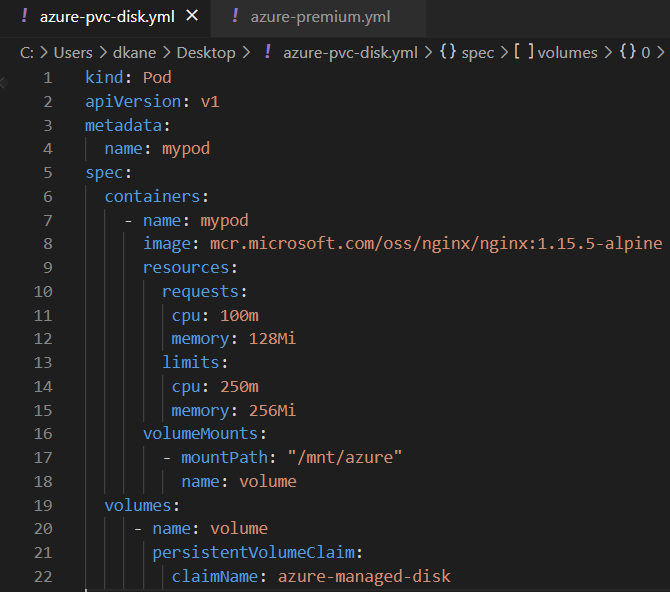 ! azure-pvc-disk.yml × ! azure-premium.yml
C: > Users > dkane > Desktop > ! azure-pvc-disk.yml > {} spec > [ ] volumes > {} 0 >
1 kind: Pod
2 apiVersion: v1
3 metadata:
4   name: mypod
5 spec:
6   containers:
7     - name: mypod
8       image: mcr.microsoft.com/oss/nginx/nginx:1.15.5-alpine
9       resources:
10         requests:
11          cpu: 100m
12          memory: 128Mi
13         limits:
14          cpu: 250m
15          memory: 256Mi
16       volumeMounts:
17         - mountPath: "/mnt/azure"
18           name: volume
19   volumes:
20      - name: volume
21        persistentVolumeClaim:
22          claimName: azure-managed-disk